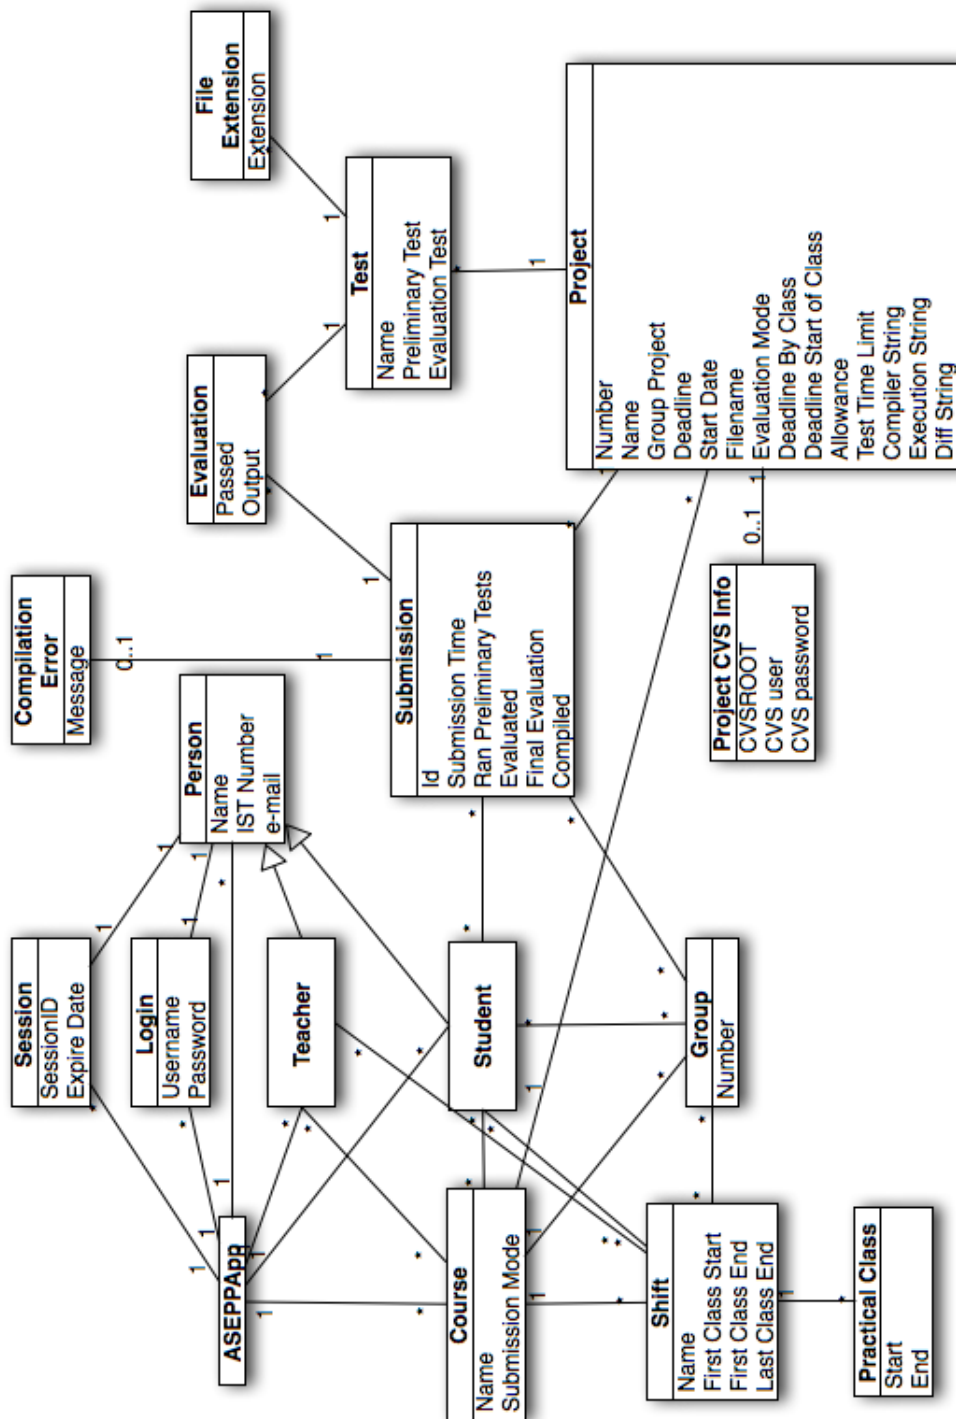 Session
SessionID
Expire Date
Compilation
Error
Message
Login
Username
Password
Person
Name
IST Number
e-mail
Evaluation
Passed
Output
File
Extension
Extension
ASEPPApp
Teacher
Test
Name
Preliminary Test
Evaluation Test
Course
Name
Submission Mode
Student
Submission
Id
Submission Time
Ran Preliminary Tests
Evaluated
Final Evaluation
Compiled
Project
Number
Name
Group Project
Deadline
Start Date
Filename
Evaluation Mode
Deadline By Class
Deadline Start of Class
Allowance
Test Time Limit
Compiler String
Execution String
Diff String
Shift
Name
First Class Start
First Class End
Last Class End
Group
Number
Project CVS Info
CVSROOT
CVS user
CVS password
Practical Class
Start
End
* 1
1 1
* 1
1 1
1 *
0..1
1
* 1
* 1
* 1
* 1
1 *
1 *
* *
* *
* *
* *
* *
* *
* *
* *
1 *
1 *
1 *
1 *
0..1 1